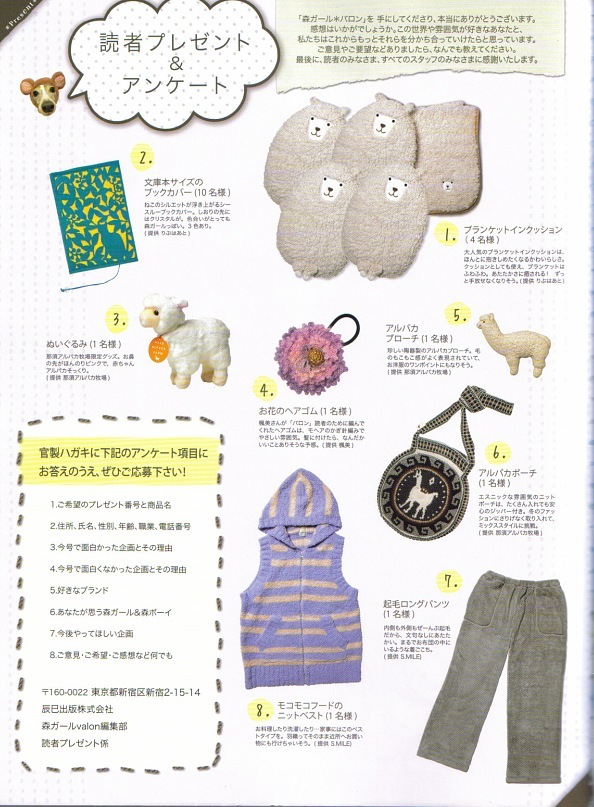 *Present
読者プレゼント
&
アンケート
「森ガール＊バロン」を 手にしてくださり、本当にありがとうございます。
感想はいかがでしょうか。この世界や雰囲気が好きなあなたと、
私たちはこれからもっとそれらを分かち合っていけたらと思っています。
ご意見やご要望などありましたら、なんでも教えてください。
最後に、読者のみなさま、すべてのスタッフのみなさまに感謝いたします。
1.
ブランケットインクッション
（4名様）
大人気のブランケットインクッションは、
ほんとに抱きしめたくなるかわいらしさ。
クッションとしても使え、ブランケットは
ふわふわ。あたたかさに癒される！ ずっ
と手放せなくなりそう。（提供 りぶはあと）
2.
文庫本サイズの
ブックカバー（10名様）
ねこのシルエットが浮き上がるシー
スルーブックカバー。しおりの先に
はクリスタルが。色合いがとっても
森ガールっぽい。3色あり。
（提供 りぶはあと）
3.
ぬいぐるみ（1名様）
那須アルパカ牧場限定グッズ。お鼻
の先がほんのりピンクで、赤ちゃん
アルパカそっくり。
（提供 那須アルパカ牧場）
4.
お花のヘアゴム（1名様）
楓美さんが「バロン」読者のために編んで
くれたヘアゴムは、モヘアのかぎ針編みで
やさしい雰囲気。髪に付けたら、なんだか
いいことありそうな予感。（提供 楓美）
5.
アルパカ
ブローチ（1名様）
珍しい陶器製のアルパカブローチ。毛
のもこもこ感がよく表現されていて、
お洋服のワンポイントにもなりそう。
（提供 那須アルパカ牧場）
6.
アルパカポーチ
（1名様）
エスニックな雰囲気のニット
ポーチは、たくさん入れても安
心のジッパー付き。冬のファッ
ションにさりげなく取り入れて、
ミックススタイルに挑戦。
（提供 那須アルパカ牧場）
7.
起毛ロングパンツ
（1名様）
内側も外側もぜーんぶ起毛
だから、文句なしにあたた
かい。まるでお布団の中に
いるような着ごこち。
（提供 S.MILE）
8.
モコモコフードの
ニットベスト（1名様）
お料理したり洗濯したり…家事にはこのベス
トタイプを。羽織ってそのまま近所へお買い
物にも行けちゃいそう。（提供 S.MILE）
官製ハガキに下記のアンケート項目に
お答えのうえ、ぜひご応募下さい！
1.ご希望のプレゼント番号と商品名
2.住所、氏名、性別、年齢、職業、電話番号
3.今号で面白かった企画とその理由
4.今号で面白くなかった企画とその理由
5.好きなブランド
6.あなたが思う森ガール&森ボーイ
7.今後やってほしい企画
8.ご意見・ご希望・ご感想など何でも
〒160-0022 東京都新宿区新宿2-15-14
辰巳出版株式会社
森ガールvalon編集部
読者プレゼント係